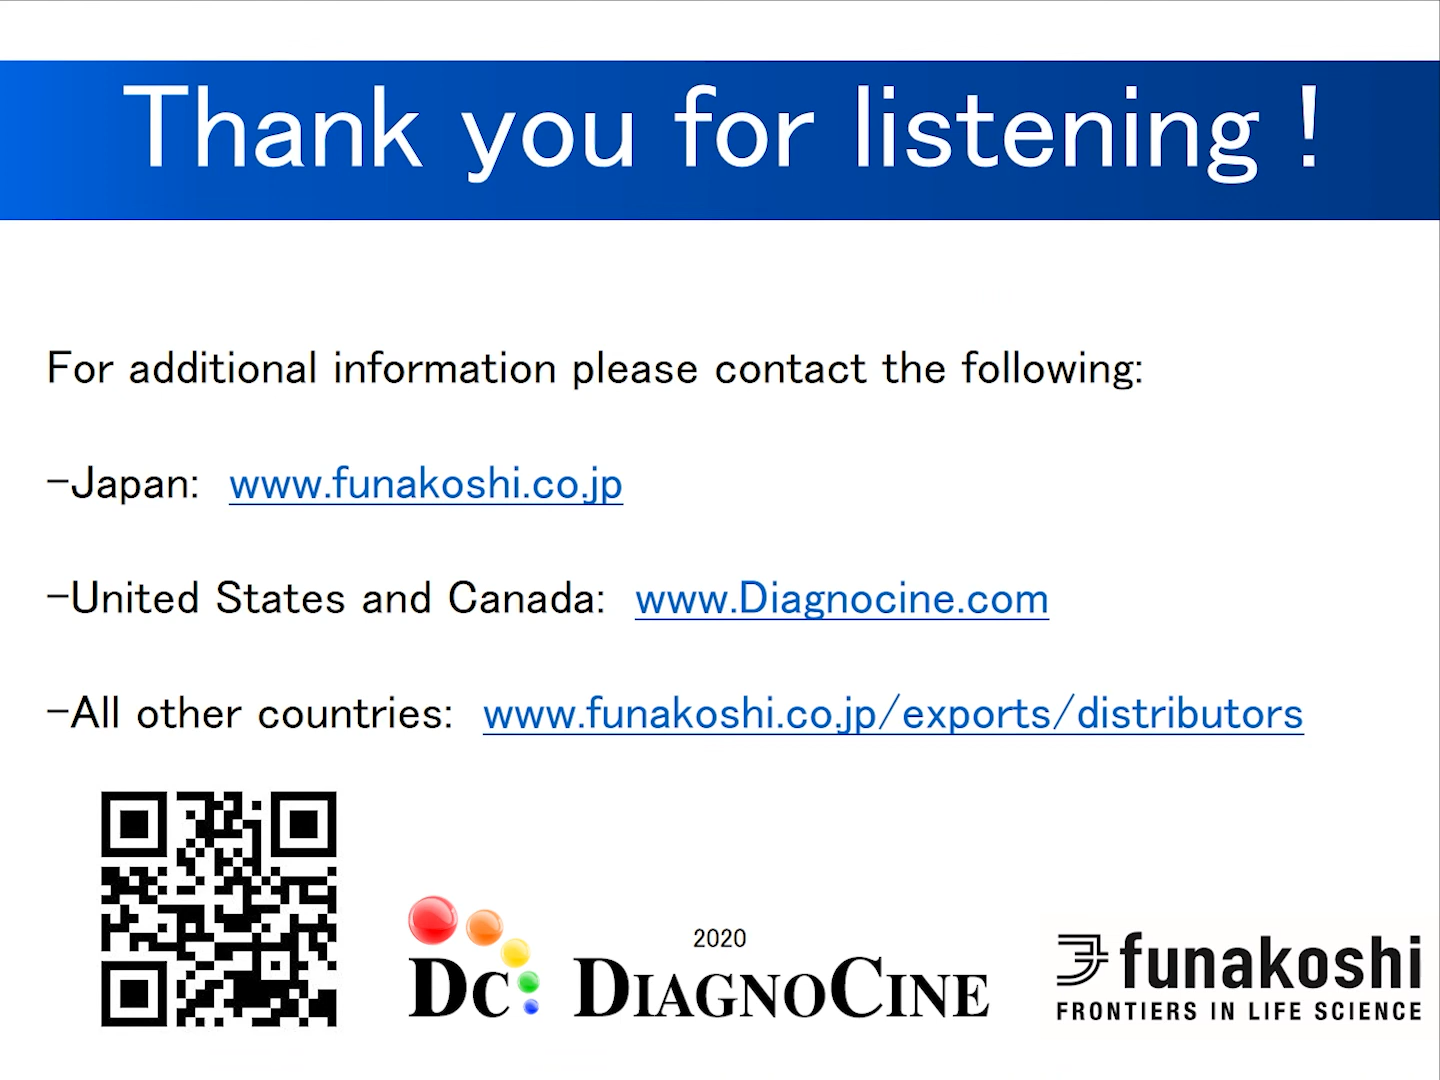 Thank you for listening !
For additional information please contact the following:
-Japan: www.funakoshi.co.jp
-United States and Canada: www.Diagnocine.com
-All other countries: www.funakoshi.co.jp/exports/distributors
2020
DC: DIAGNOCINE
funakoshi
FRONTIERS IN LIFE SCIENCE